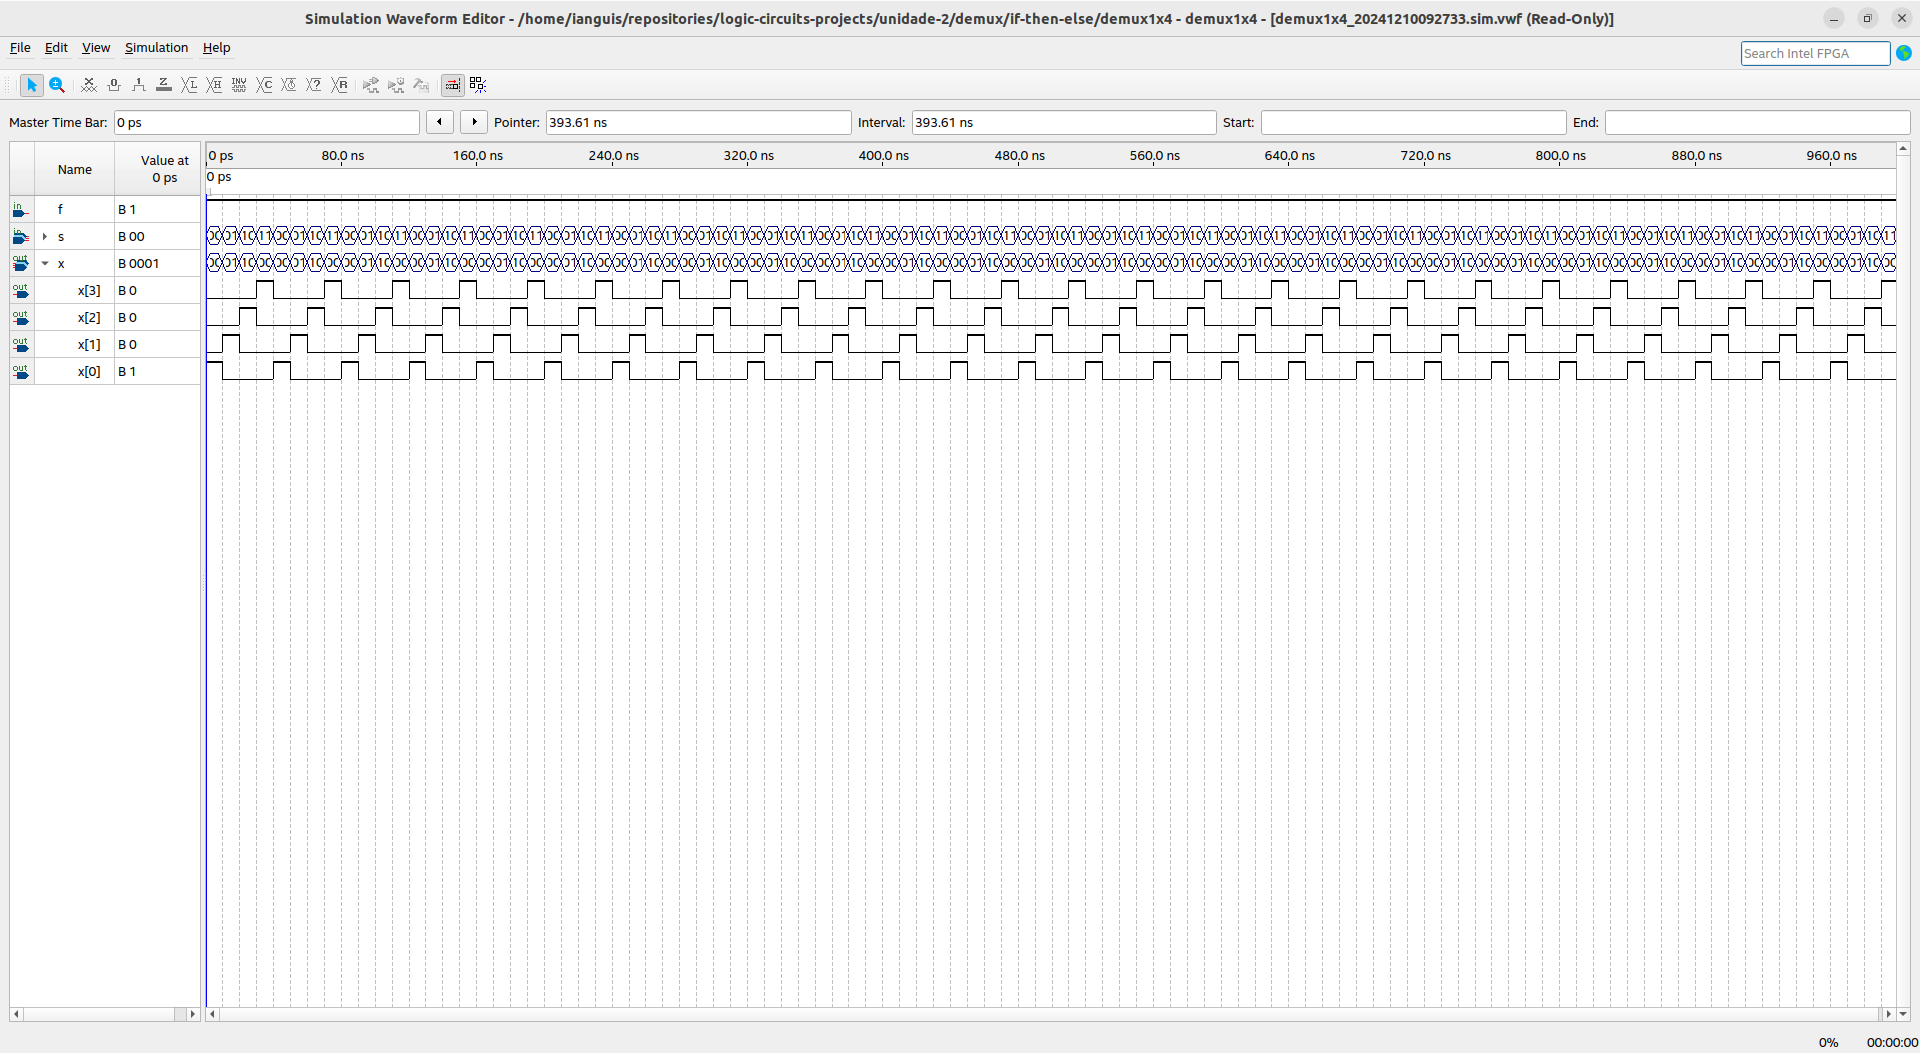 Simulation Waveform Editor - /home/ianguis/repositories/logic-circuits-projects/unidade-2/demux/if-then-else/demux1x4 - demux1x4 - [demux1x4_20241210092733.sim.vwf (Read-Only)]
File Edit View Simulation Help
Search Intel FPGA
Master Time Bar: 0 ps Pointer: 393.61 ns Interval: 393.61 ns Start: End:
Name Value at 0 ps
0 ps 80.0 ns 160.0 ns 240.0 ns 320.0 ns 400.0 ns 480.0 ns 560.0 ns 640.0 ns 720.0 ns 800.0 ns 880.0 ns 960.0 ns
0 ps
in f B 1
in s B 00
out x B 0001
out x[3] B 0
out x[2] B 0
out x[1] B 0
out x[0] B 1
0% 00:00:00